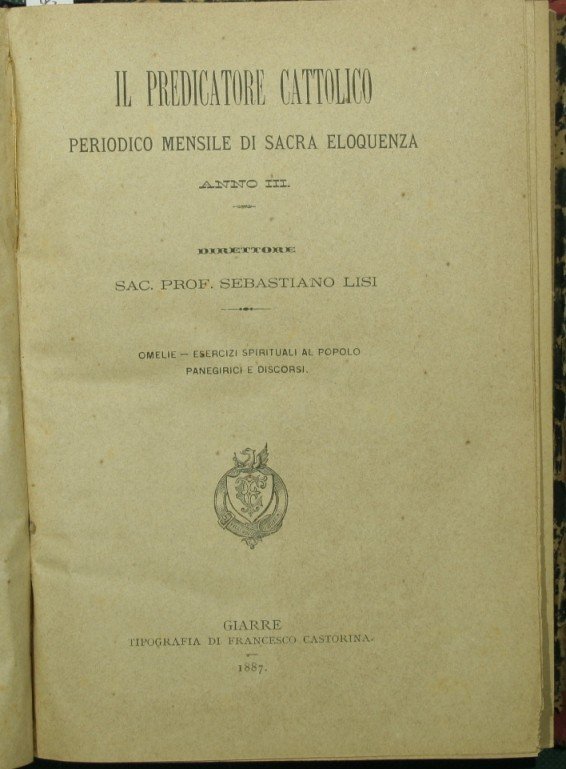 IL PREDICATORE CATTOLICO
PERIODICO MENSILE DI SACRA ELOQUENZA
ANNO III.
DIRETTORE
SAC. PROF. SEBASTIANO LISI
OMELIE — ESERCIZI SPIRITUALI AL POPOLO
PANEGIRICI E DISCORSI.
GIARRE
TIPOGRAFIA DI FRANCESCO CASTORINA.
1887.